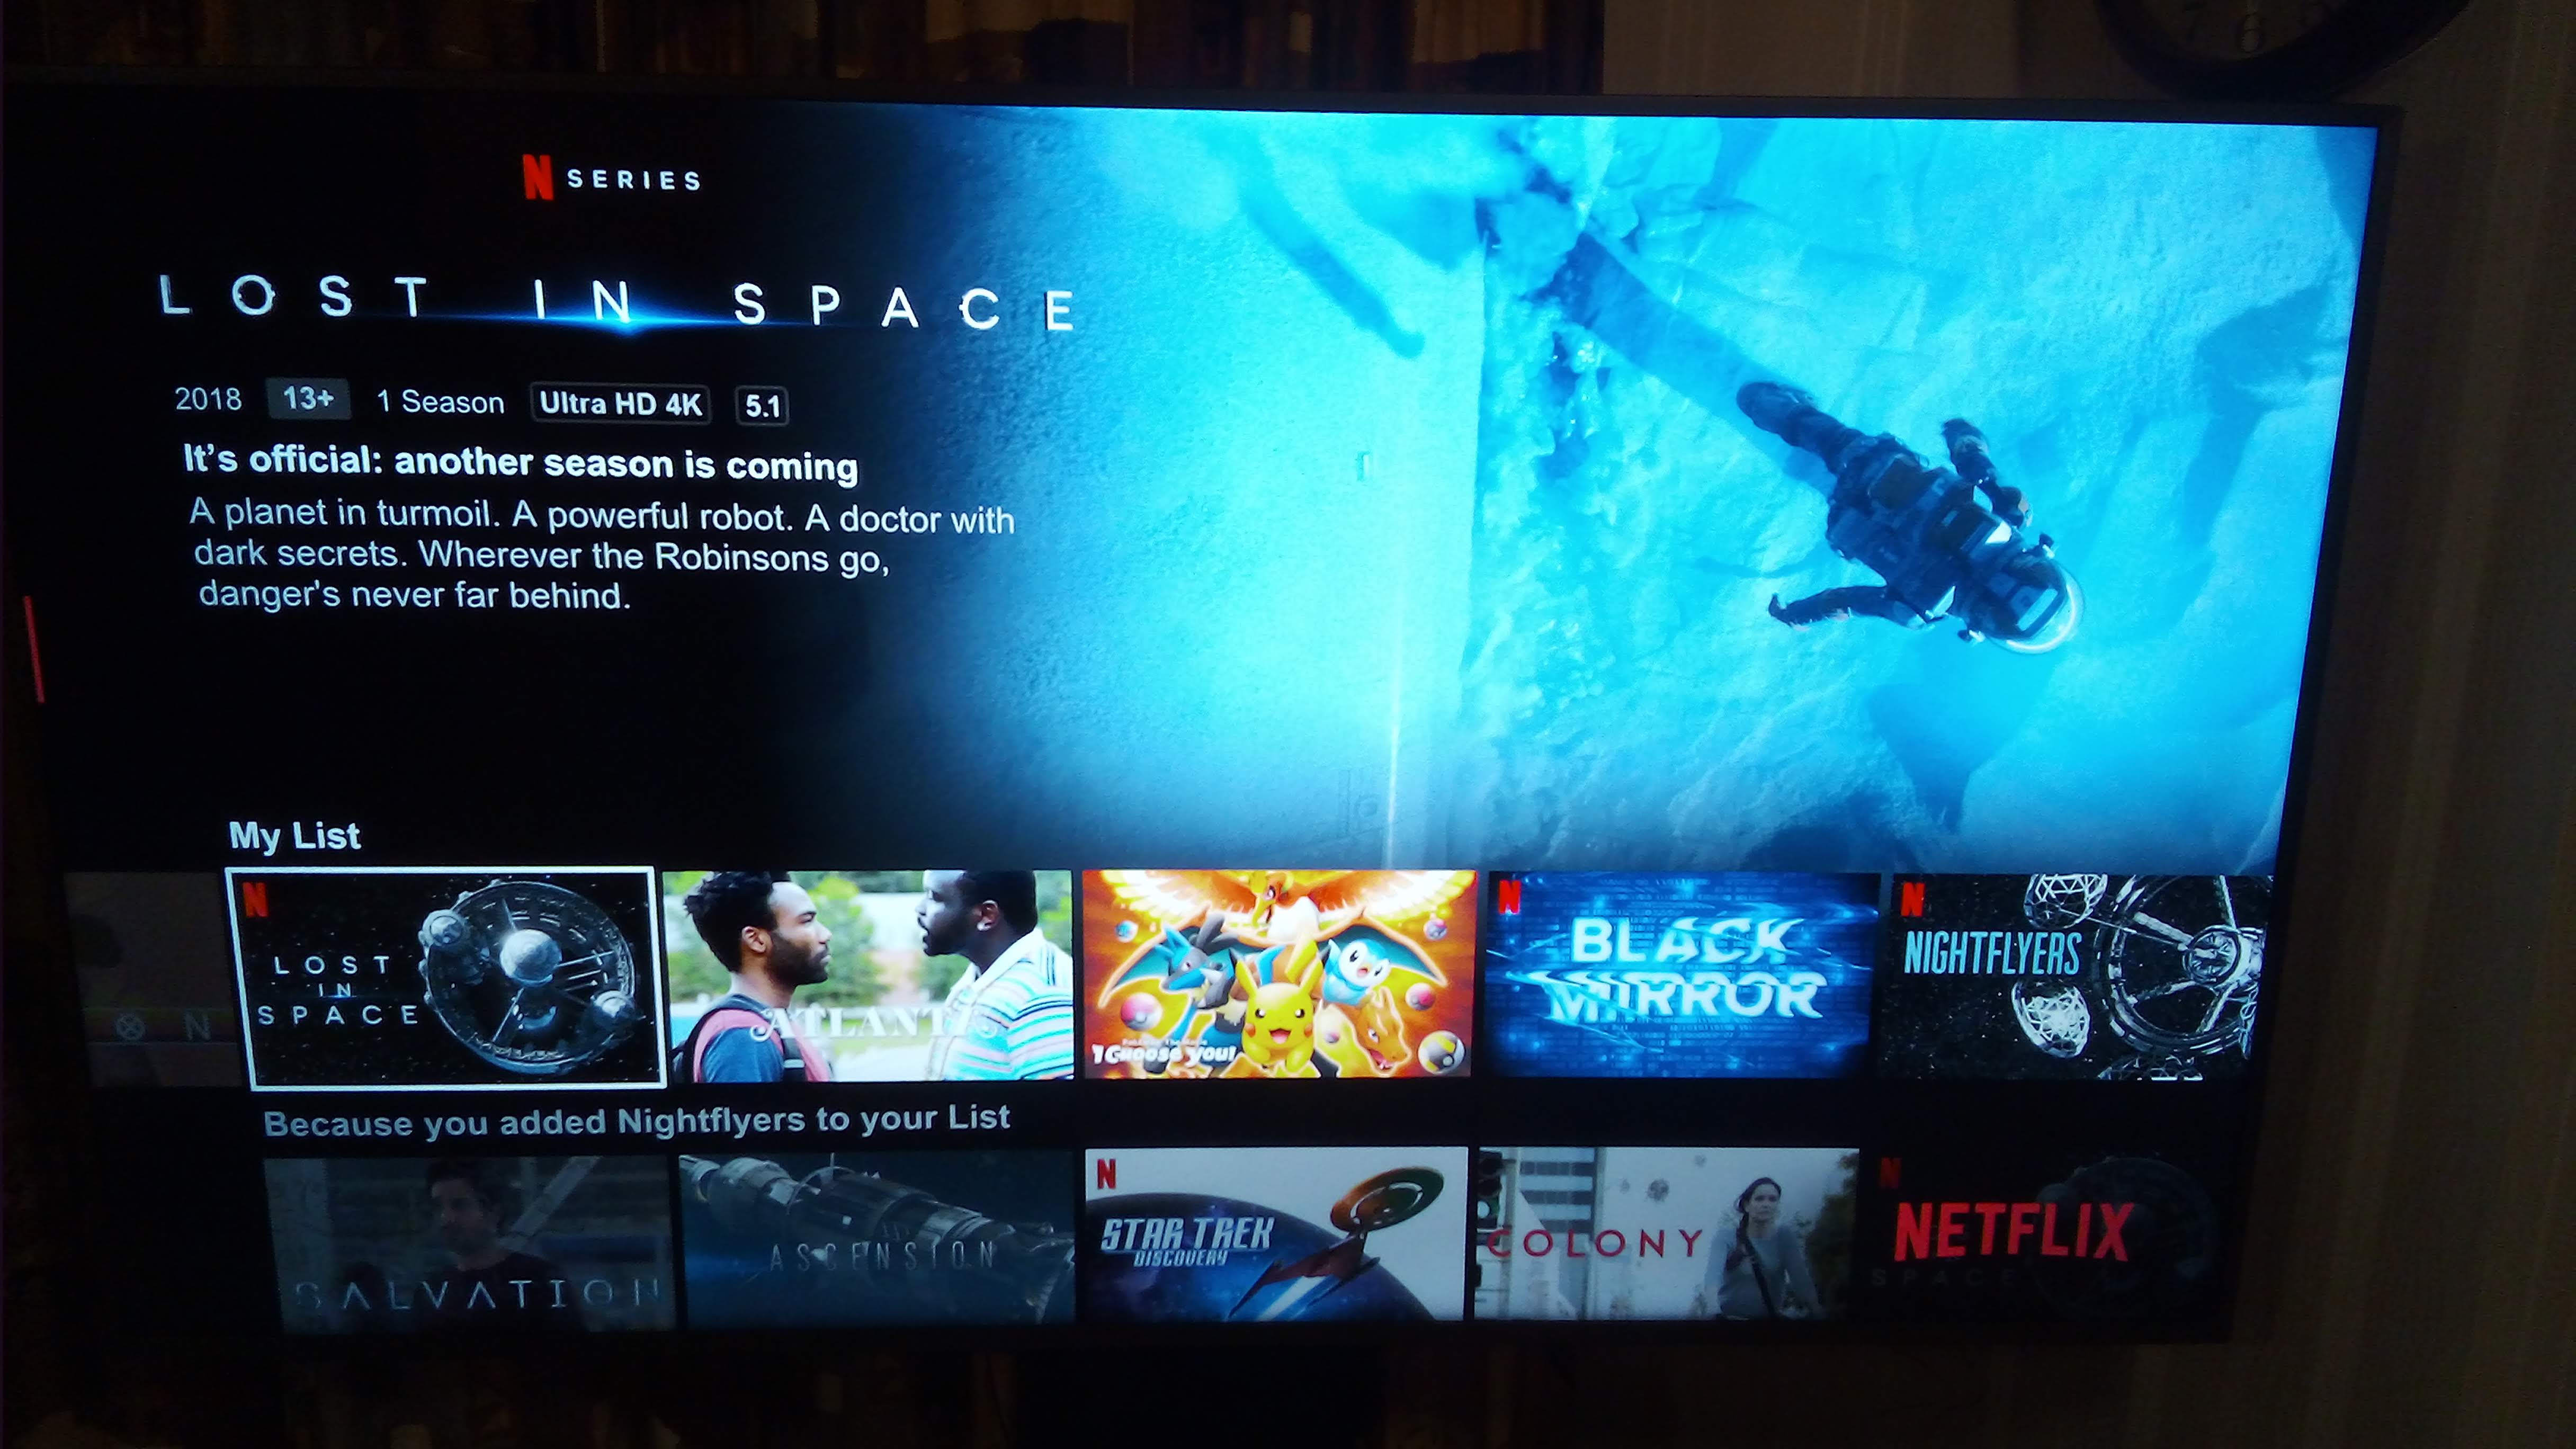 N SERIES
LOST IN SPACE
2018 13+ 1 Season Ultra HD 4K 5.1
It's official: another season is coming
A planet in turmoil. A powerful robot. A doctor with
dark secrets. Wherever the Robinsons go,
danger's never far behind.
My List
N
LOST
IN
SPACE
ATLANTA
I Choose You!
N
BLACK
MIRROR
N
NIGHTFLYERS
Because you added Nightflyers to your List
SALVATION
ASCENSION
N
STAR TREK
DISCOVERY
COLONY
N
NETFLIX
SPACE